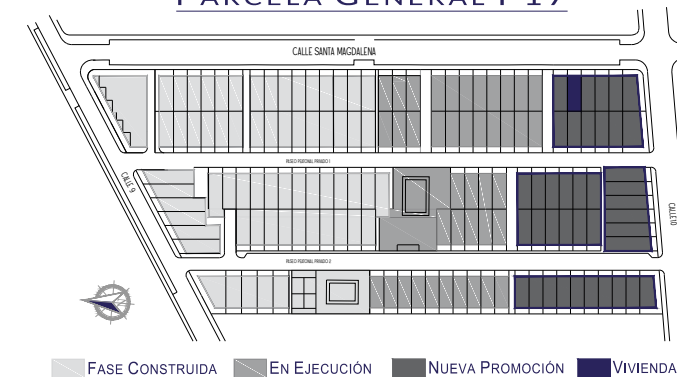 PARCELA GENERAL P17
CALLE SANTA MAGDALENA
PASEO PEATONAL PRIVADO 1
CALLE 9
CALLE 10
PASEO PEATONAL PRIVADO 2
FASE CONSTRUIDA
EN EJECUCIÓN
NUEVA PROMOCIÓN
VIVIENDA